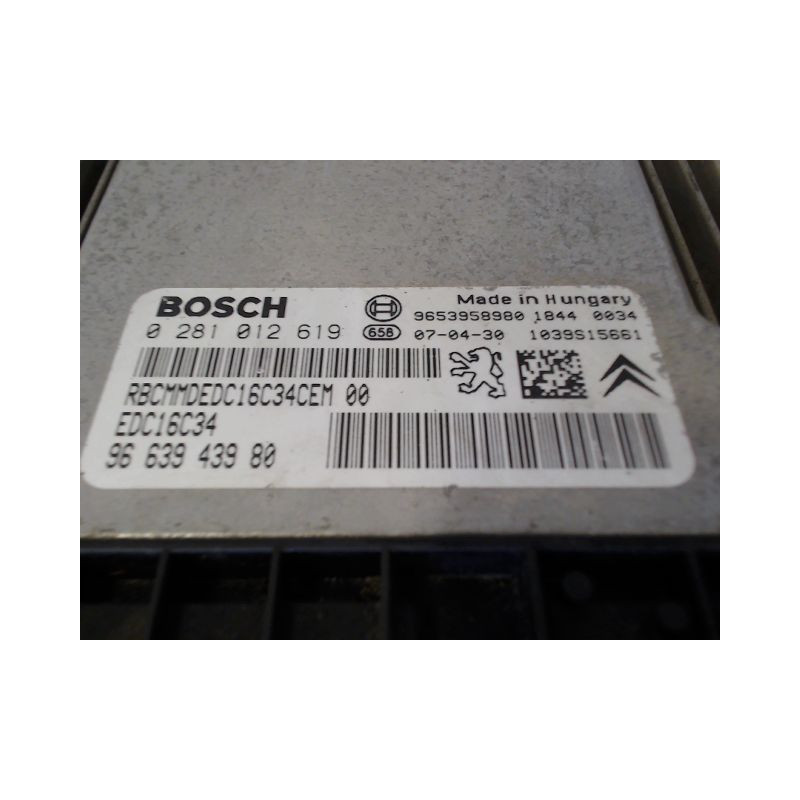 BOSCH
Made in Hungary
9653958980 1844 0034
0 281 012 619
658
07-04-30 1039S15661
RBCMMDEDC16C34CEM 00
EDC16C34
96 639 439 80